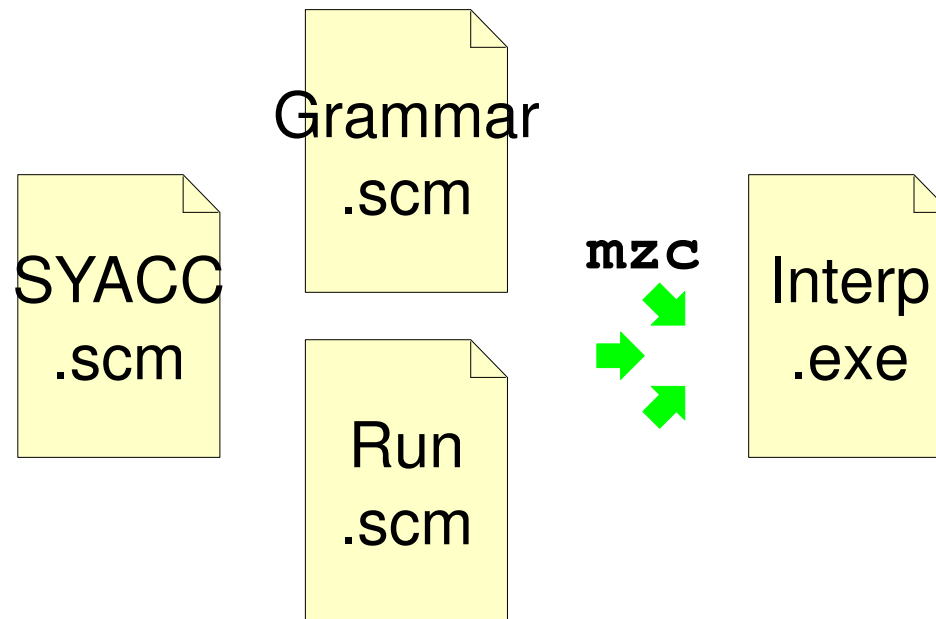 SYACC
.scm
Grammar
.scm
Run
.scm
mzc
Interp
.exe